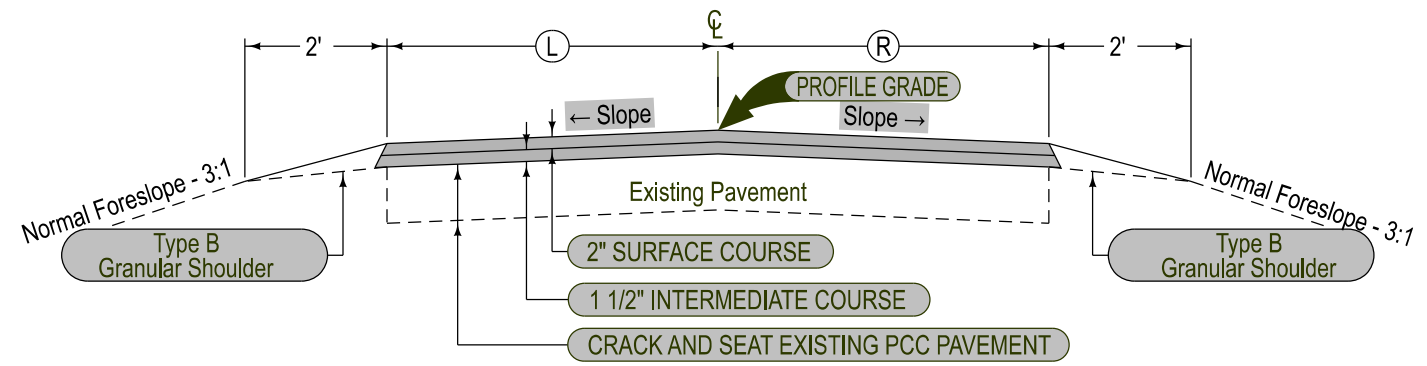 ℄
2'
L
R
2'
PROFILE GRADE
← Slope
Slope →
Normal Foreslope - 3:1
Existing Pavement
Normal Foreslope - 3:1
Type B
Granular Shoulder
2" SURFACE COURSE
Type B
Granular Shoulder
1 1/2" INTERMEDIATE COURSE
CRACK AND SEAT EXISTING PCC PAVEMENT